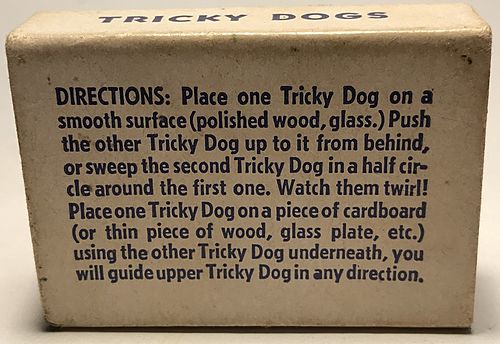 TRICKY DOGS
DIRECTIONS: Place one Tricky Dog on a
smooth surface (polished wood, glass.) Push
the other Tricky Dog up to it from behind,
or sweep the second Tricky Dog in a half cir-
cle around the first one. Watch them twirl!
Place one Tricky Dog on a piece of cardboard
(or thin piece of wood, glass plate, etc.)
using the other Tricky Dog underneath, you
will guide upper Tricky Dog in any direction.